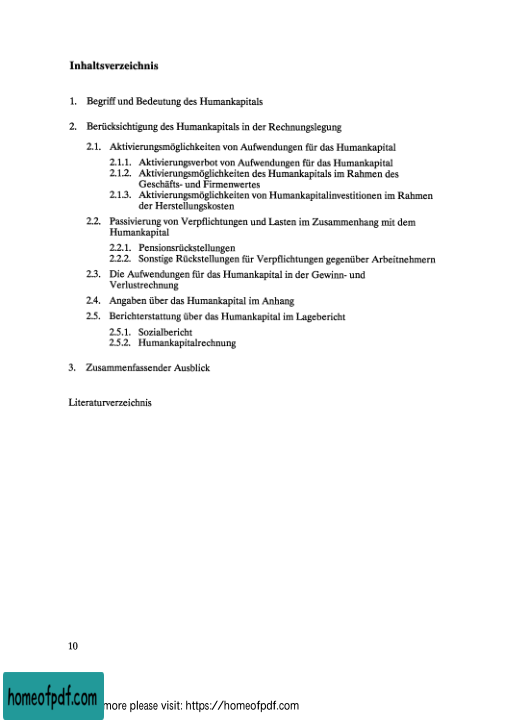 Inhaltsverzeichnis
1. Begriff und Bedeutung des Humankapitals
2. Berücksichtigung des Humankapitals in der Rechnungslegung
2.1. Aktivierungsmöglichkeiten von Aufwendungen für das Humankapital
2.1.1. Aktivierungsverbot von Aufwendungen für das Humankapital
2.1.2. Aktivierungsmöglichkeiten des Humankapitals im Rahmen des
Geschäfts- und Firmenwertes
2.1.3. Aktivierungsmöglichkeiten von Humankapitalinvestitionen im Rahmen
der Herstellungskosten
2.2. Passivierung von Verpflichtungen und Lasten im Zusammenhang mit dem
Humankapital
2.2.1. Pensionsrückstellungen
2.2.2. Sonstige Rückstellungen für Verpflichtungen gegenüber Arbeitnehmern
2.3. Die Aufwendungen für das Humankapital in der Gewinn- und
Verlustrechnung
2.4. Angaben über das Humankapital im Anhang
2.5. Berichterstattung über das Humankapital im Lagebericht
2.5.1. Sozialbericht
2.5.2. Humankapitalrechnung
3. Zusammenfassender Ausblick
Literaturverzeichnis
10
homeofpdf.com
more please visit: https://homeofpdf.com